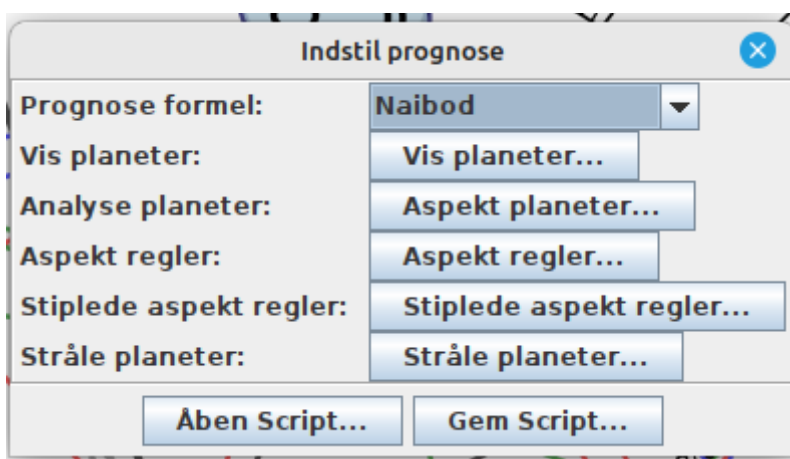 Indstil prognose
Prognose formel: Naibod
Vis planeter: Vis planeter...
Analyse planeter: Aspekt planeter...
Aspekt regler: Aspekt regler...
Stiplede aspekt regler: Stiplede aspekt regler...
Stråle planeter: Stråle planeter...
Åben Script... Gem Script...